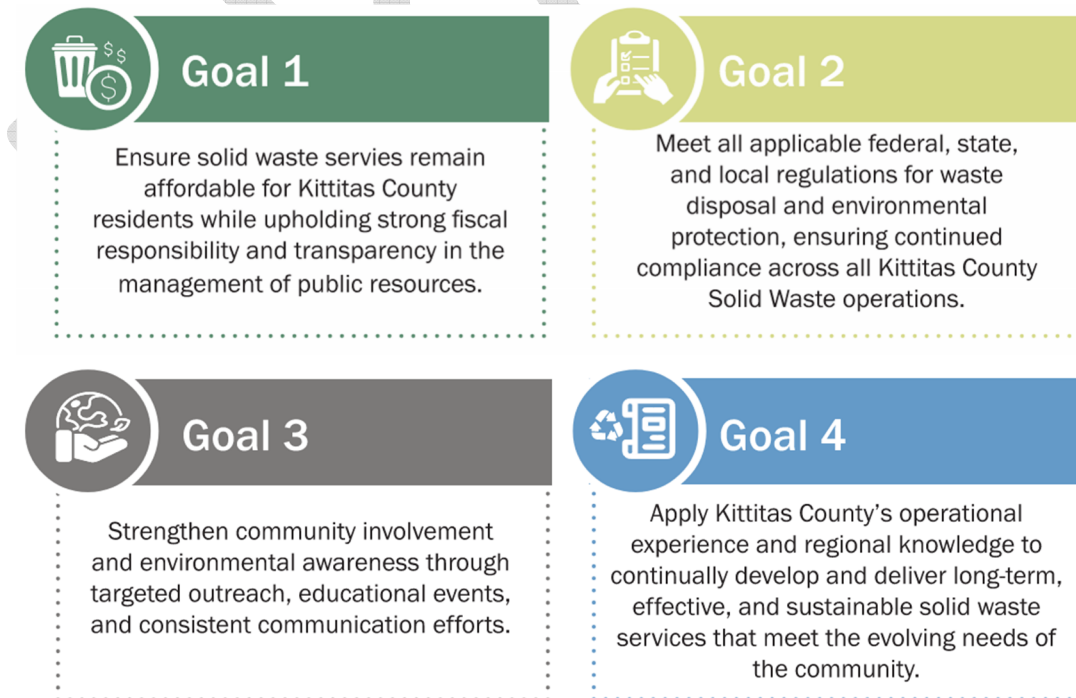 Goal 1
Ensure solid waste servies remain
affordable for Kittitas County
residents while upholding strong fiscal
responsibility and transparency in the
management of public resources.
Goal 2
Meet all applicable federal, state,
and local regulations for waste
disposal and environmental
protection, ensuring continued
compliance across all Kittitas County
Solid Waste operations.
Goal 3
Strengthen community involvement
and environmental awareness through
targeted outreach, educational events,
and consistent communication efforts.
Goal 4
Apply Kittitas County’s operational
experience and regional knowledge to
continually develop and deliver long-term,
effective, and sustainable solid waste
services that meet the evolving needs of
the community.